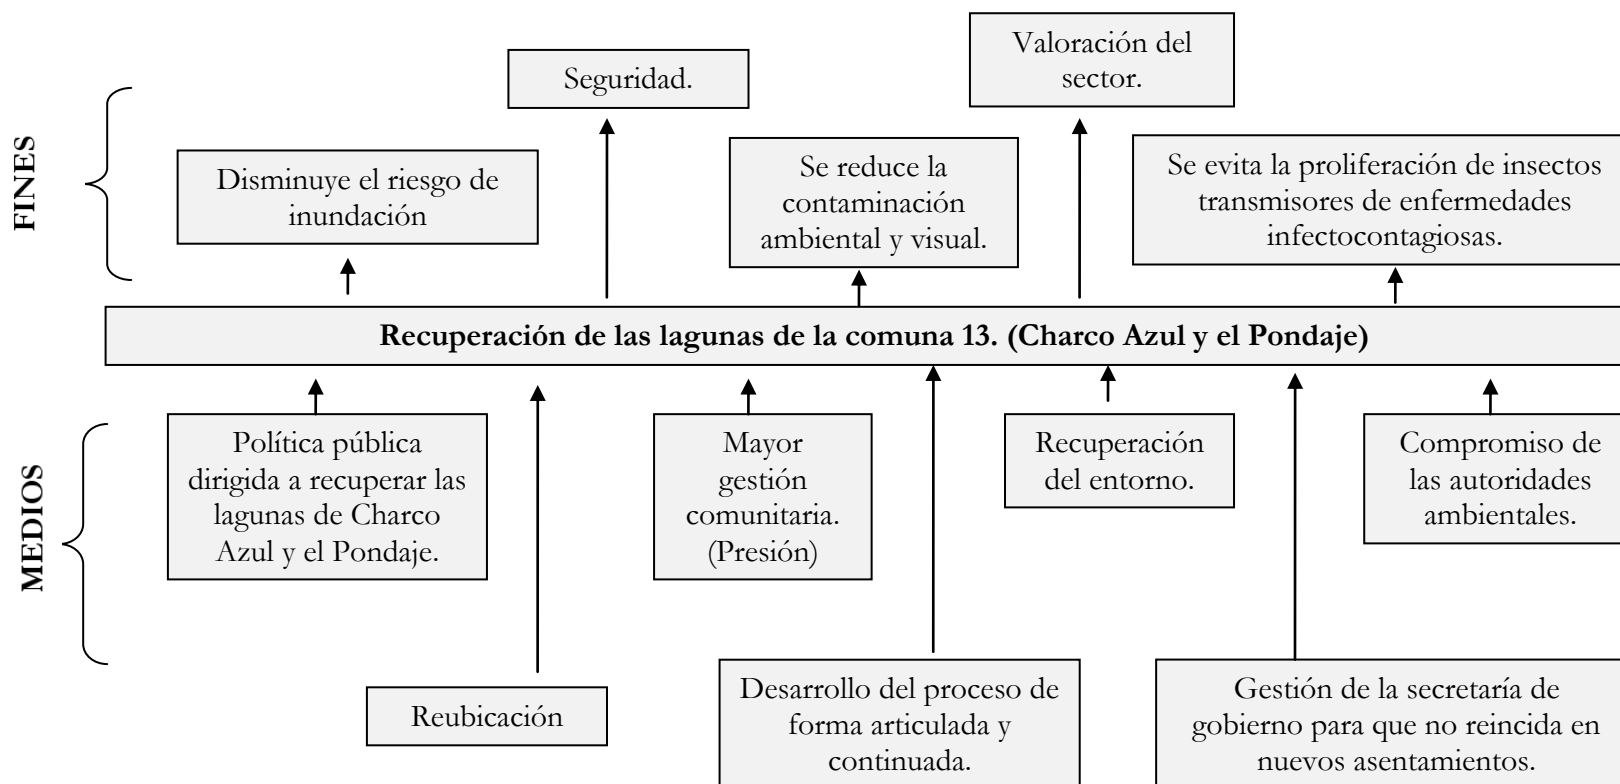 FINES
Seguridad.
Valoración del
sector.
Disminuye el riesgo de
inundación
Se reduce la
contaminación
ambiental y visual.
Se evita la proliferación de insectos
transmisores de enfermedades
infectocontagiosas.
Recuperación de las lagunas de la comuna 13. (Charco Azul y el Pondaje)
MEDIOS
Política pública
dirigida a recuperar las
lagunas de Charco
Azul y el Pondaje.
Mayor
gestión
comunitaria.
(Presión)
Recuperación
del entorno.
Compromiso de
las autoridades
ambientales.
Reubicación
Desarrollo del proceso de
forma articulada y
continuada.
Gestión de la secretaría de
gobierno para que no reincida en
nuevos asentamientos.